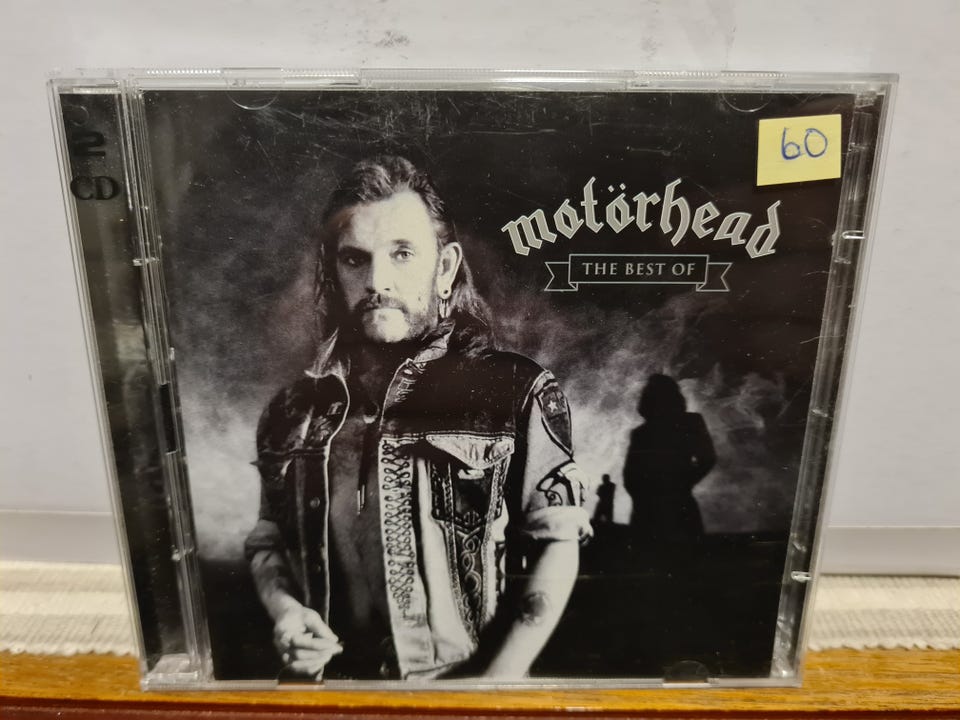 2
CD
60
motörhead
THE BEST OF